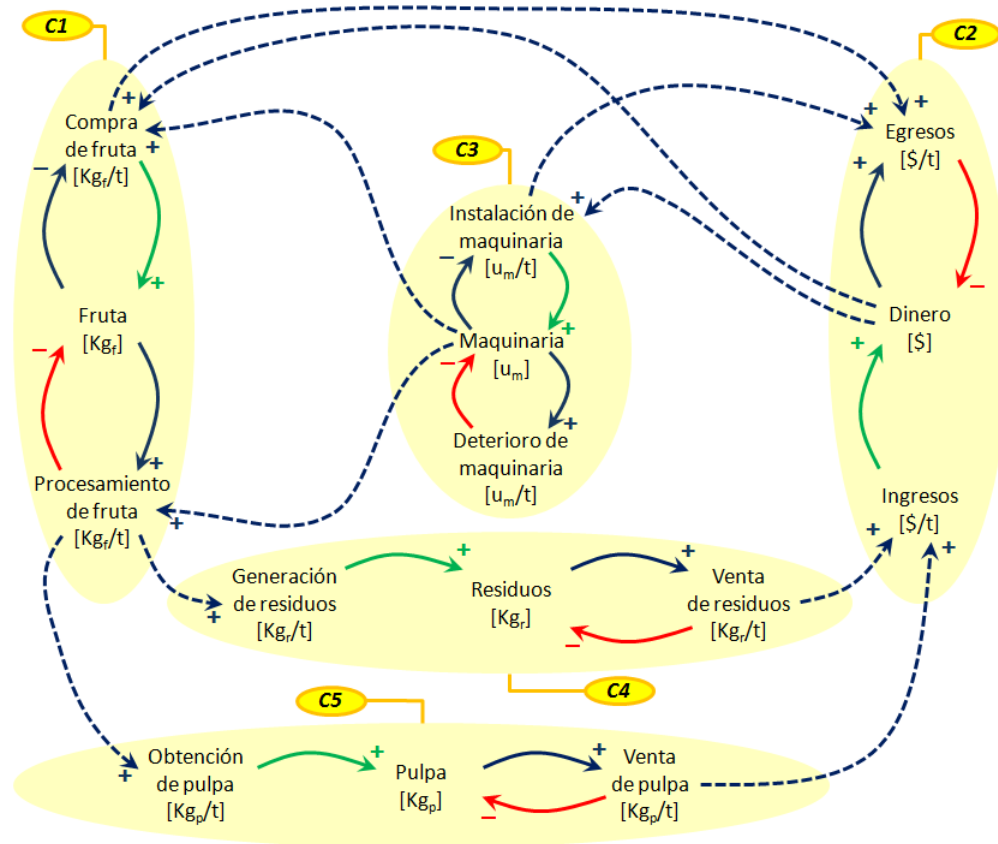 C1
C2
+
+
Compra
de fruta
[Kgf/t]
+
+
+
Egresos
[$/t]
+
−
+
C3
+
Instalación de
maquinaria
[um/t]
−
+
Fruta
[Kgf]
−
+
Maquinaria
[um]
−
+
Deterioro de
maquinaria
[um/t]
−
Dinero
[$]
+
Procesamiento
de fruta
[Kgf/t]
+
Ingresos
[$/t]
+
+
Generación
de residuos
[Kgr/t]
+
+
Residuos
[Kgr]
+
−
Venta
de residuos
[Kgr/t]
C4
C5
Obtención
de pulpa
[Kgp/t]
+
+
Pulpa
[Kgp]
+
−
Venta
de pulpa
[Kgp/t]